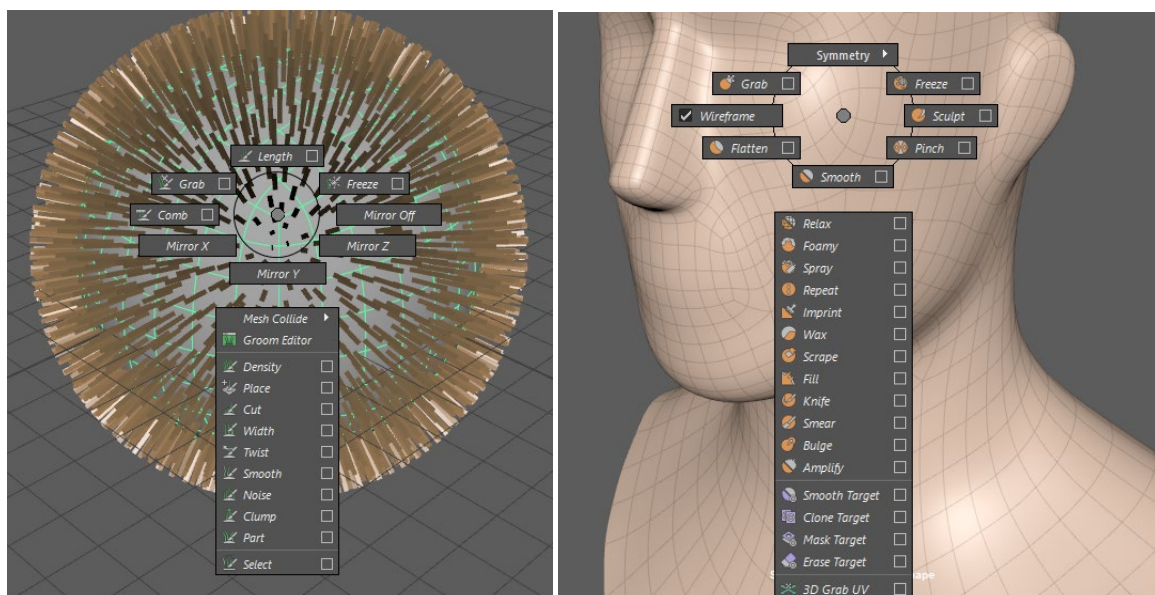 Length
Grab
Freeze
Comb
Mirror Off
Mirror X
Mirror Z
Mirror Y
Mesh Collide
Groom Editor
Density
Place
Cut
Width
Twist
Smooth
Noise
Clump
Part
Select
Symmetry
Grab
Freeze
Wireframe
Sculpt
Flatten
Pinch
Smooth
Relax
Foamy
Spray
Repeat
Imprint
Wax
Scrape
Fill
Knife
Smear
Bulge
Amplify
Smooth Target
Clone Target
Mask Target
Erase Target
3D Grab UV